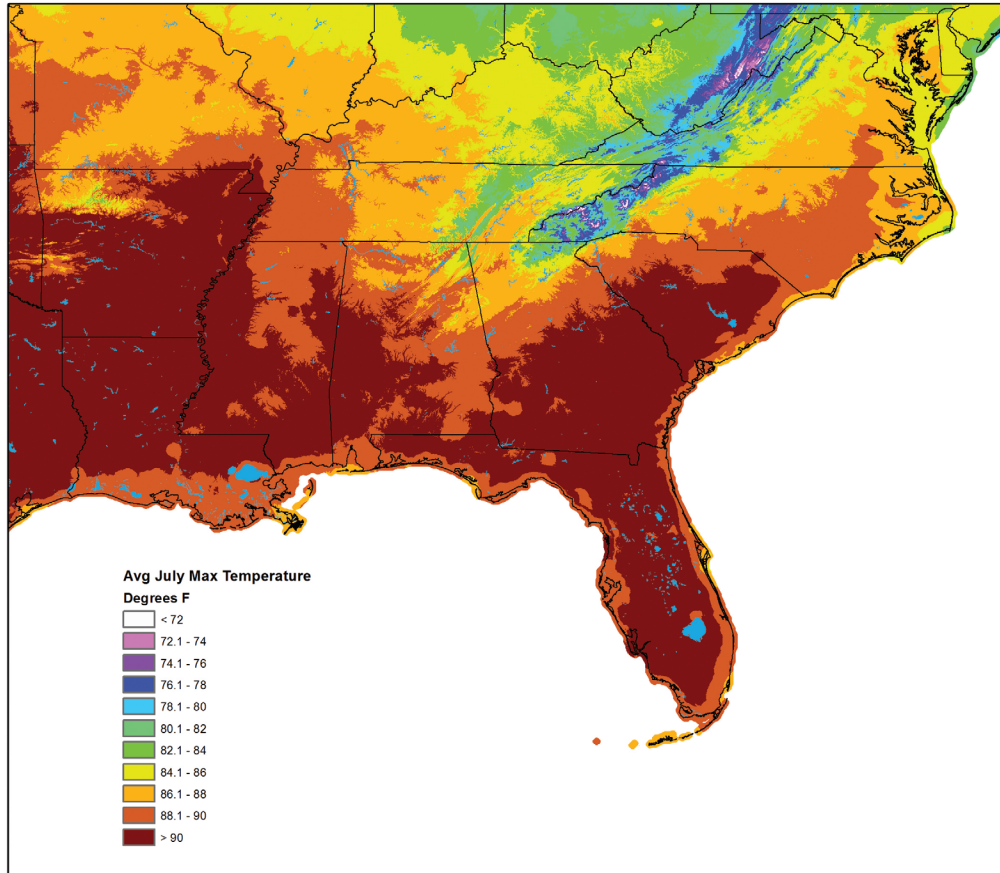 Avg July Max Temperature
Degrees F
< 72
72.1 - 74
74.1 - 76
76.1 - 78
78.1 - 80
80.1 - 82
82.1 - 84
84.1 - 86
86.1 - 88
88.1 - 90
> 90